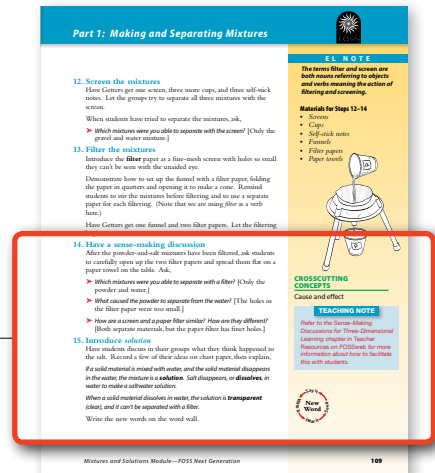 Part 1: Making and Separating Mixtures
FOSS
12. Screen the mixtures
Have Getters get one screen, three more cups, and three self-stick
notes. Let the groups try to separate all three mixtures with the
screen.
When students have tried to separate the mixtures, ask,
➤ Which mixtures were you able to separate with the screen? [Only the
gravel and water mixture.]
13. Filter the mixtures
Introduce the filter paper as a fine-mesh screen with holes so small
they can't be seen with the unaided eye.
Demonstrate how to set up the funnel with a filter paper, folding
the paper in quarters and opening it to make a cone. Remind
students to stir the mixtures before filtering and to use a separate
paper for each filtering. (Note that we are using filter as a verb
here.)
Have Getters get one funnel and two filter papers. Let the filtering
14. Have a sense-making discussion
After the powder-and-salt mixtures have been filtered, ask students
to carefully open up the two filter papers and spread them flat on a
paper towel on the table. Ask,
➤ Which mixtures were you able to separate with a filter? [Only the
powder and water.]
➤ What caused the powder to separate from the water? [The holes in
the filter paper were too small.]
➤ How are a screen and a paper filter similar? How are they different?
[Both separate materials, but the paper filter has finer holes.]
15. Introduce solution
Have students discuss in their groups what they think happened to
the salt. Record a few of their ideas on chart paper, then explain,
If a solid material is mixed with water, and the solid material disappears
in the water, the mixture is a solution. Salt disappears, or dissolves, in
water to make a saltwater solution.
When a solid material dissolves in water, the solution is transparent
(clear), and it can't be separated with a filter.
Write the new words on the word wall.
EL NOTE
The terms filter and screen are
both nouns referring to objects
and verbs meaning the action of
filtering and screening.
Materials for Steps 12–14
• Screens
• Cups
• Self-stick notes
• Funnels
• Filter papers
• Paper towels
CROSSCUTTING
CONCEPTS
Cause and effect
TEACHING NOTE
Refer to the Sense-Making
Discussions for Three-Dimensional
Learning chapter in Teacher
Resources on FOSSweb for more
information about how to facilitate
this with students.
Say it
New
Word
Hear it
Mixtures and Solutions Module—FOSS Next Generation
109